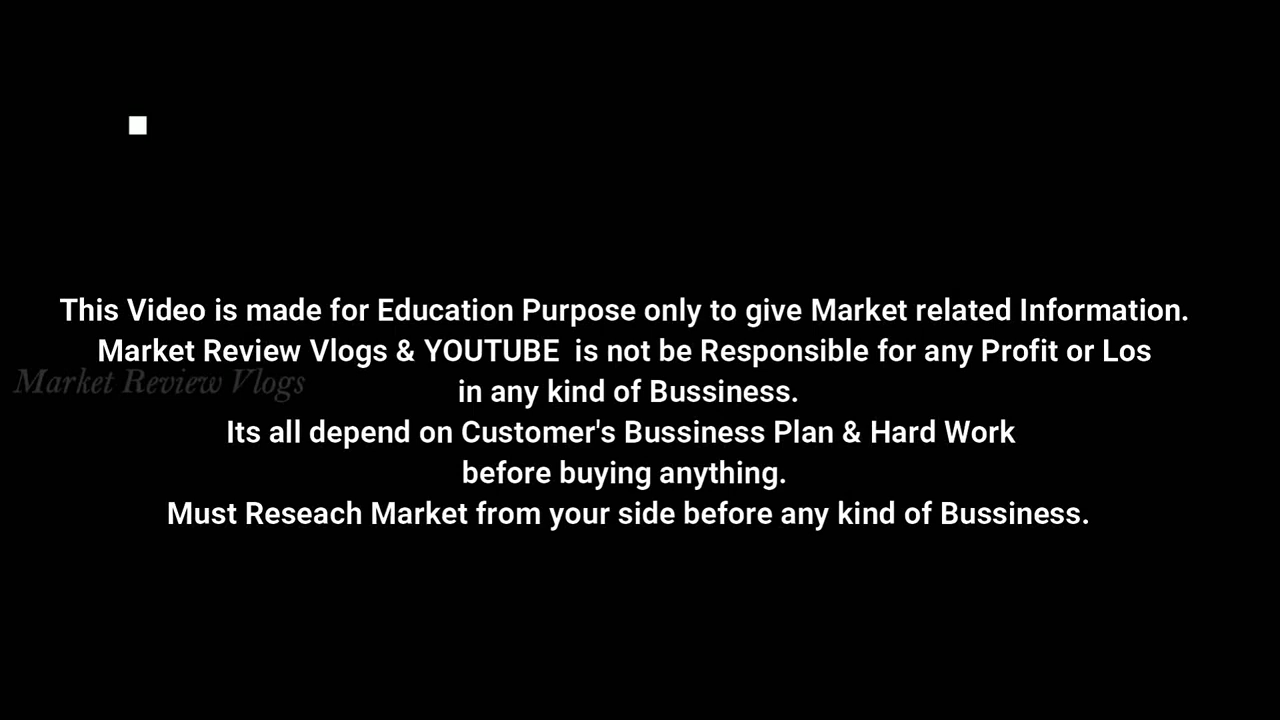 This Video is made for Education Purpose only to give Market related Information.
Market Review Vlogs & YOUTUBE is not be Responsible for any Profit or Los
Market Review Vlogs
in any kind of Bussiness.
Its all depend on Customer's Bussiness Plan & Hard Work
before buying anything.
Must Reseach Market from your side before any kind of Bussiness.